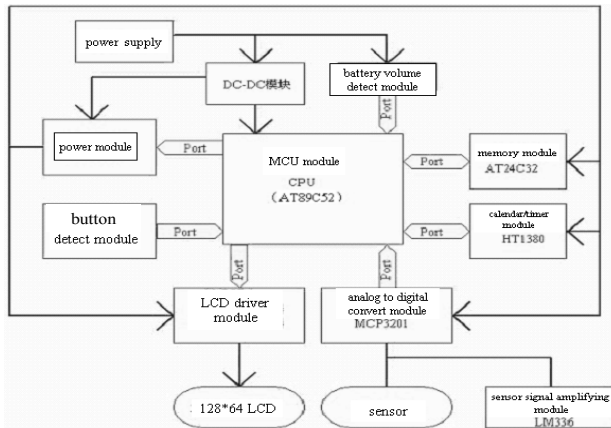 power supply
DC-DC模块
battery volume
detect module
Port
power module
Port
MCU module
CPU
(AT89C52)
Port
memory module
AT24C32
button
detect module
Port
Port
calendar/timer
module
HT1380
Port
Port
LCD driver
module
analog to digital
convert module
MCP3201
128*64 LCD
sensor
sensor signal amplifying
module
LM336